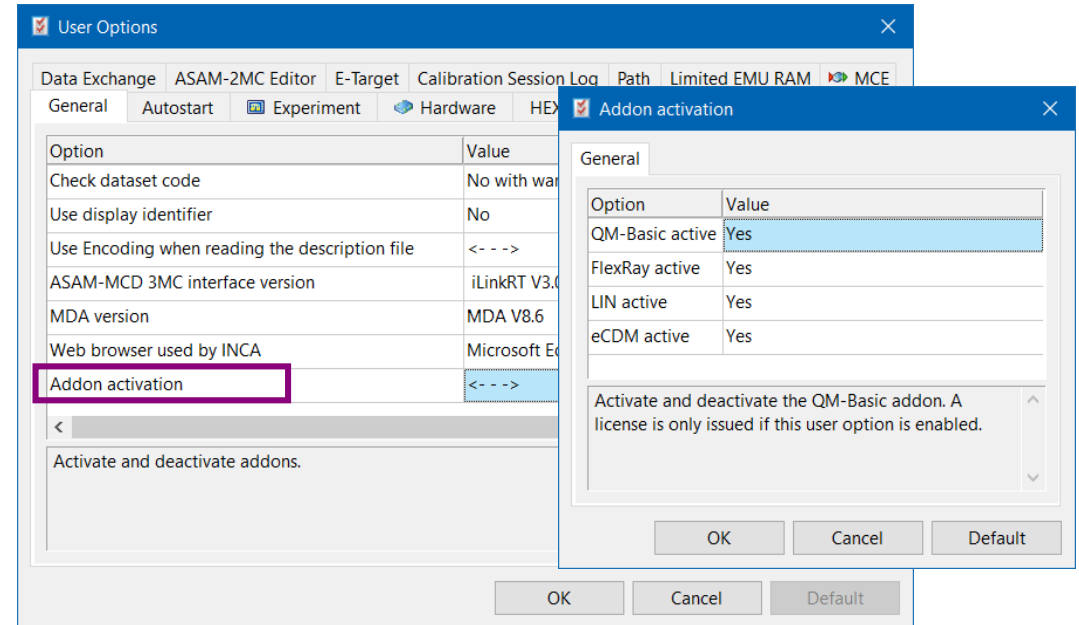 User Options
Data Exchange ASAM-2MC Editor E-Target Calibration Session Log Path Limited EMU RAM MCE
General Autostart Experiment Hardware HEX
Option Value
Check dataset code No with war
Use display identifier No
Use Encoding when reading the description file <- - ->
ASAM-MCD 3MC interface version iLinkRT V3.0
MDA version MDA V8.6
Web browser used by INCA Microsoft Ed
Addon activation <- - ->
Activate and deactivate addons.
OK Cancel Default
Addon activation
General
Option Value
QM-Basic active Yes
FlexRay active Yes
LIN active Yes
eCDM active Yes
Activate and deactivate the QM-Basic addon. A
license is only issued if this user option is enabled.
OK Cancel Default